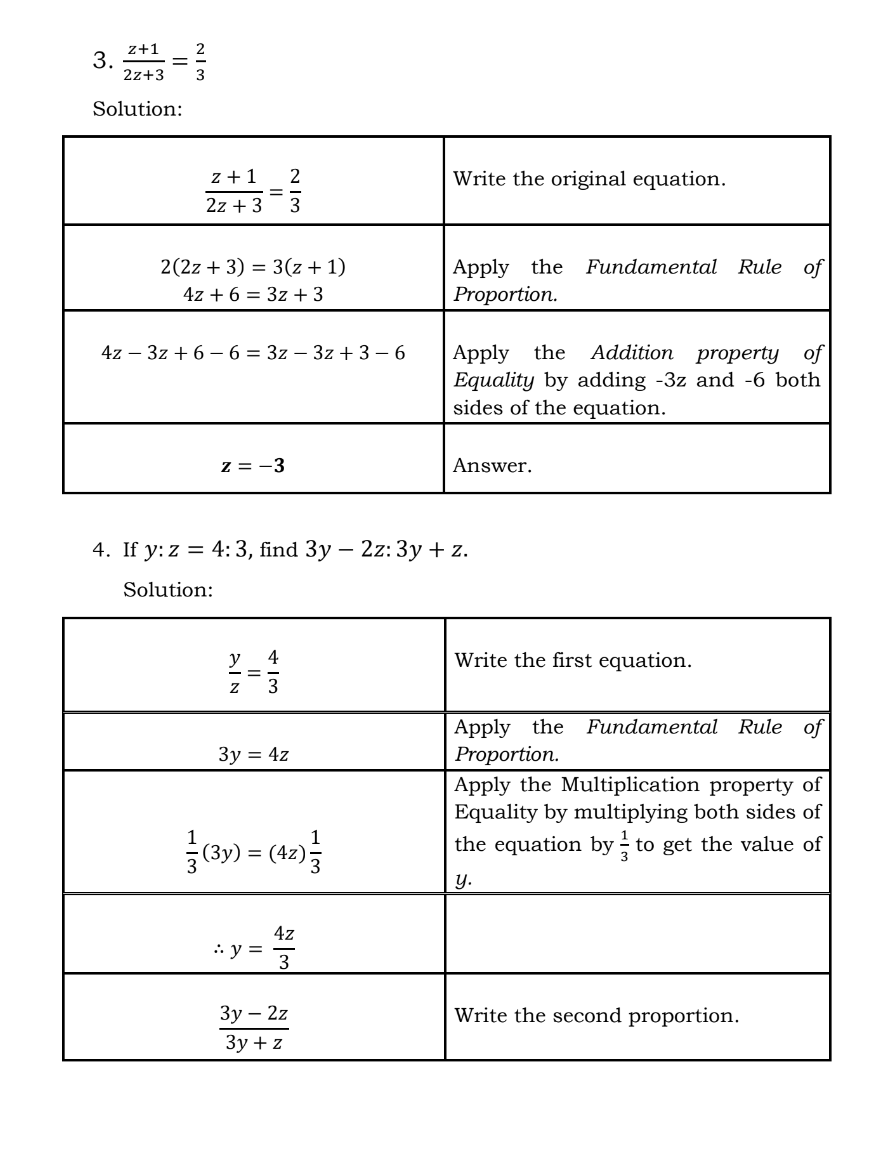 3. \frac{z+1}{2z+3} = \frac{2}{3}
Solution:
\frac{z+1}{2z+3} = \frac{2}{3}
Write the original equation.
2(2z + 3) = 3(z + 1)
4z + 6 = 3z + 3
Apply the Fundamental Rule of
Proportion.
4z − 3z + 6 − 6 = 3z − 3z + 3 − 6
Apply the Addition property of
Equality by adding -3z and -6 both
sides of the equation.
z = −3
Answer.
4. If y: z = 4: 3, find 3y − 2z: 3y + z.
Solution:
\frac{y}{z} = \frac{4}{3}
Write the first equation.
3y = 4z
Apply the Fundamental Rule of
Proportion.
\frac{1}{3}(3y) = (4z)\frac{1}{3}
Apply the Multiplication property of
Equality by multiplying both sides of
the equation by \frac{1}{3} to get the value of
y.
∴ y = \frac{4z}{3}
\frac{3y − 2z}{3y + z}
Write the second proportion.